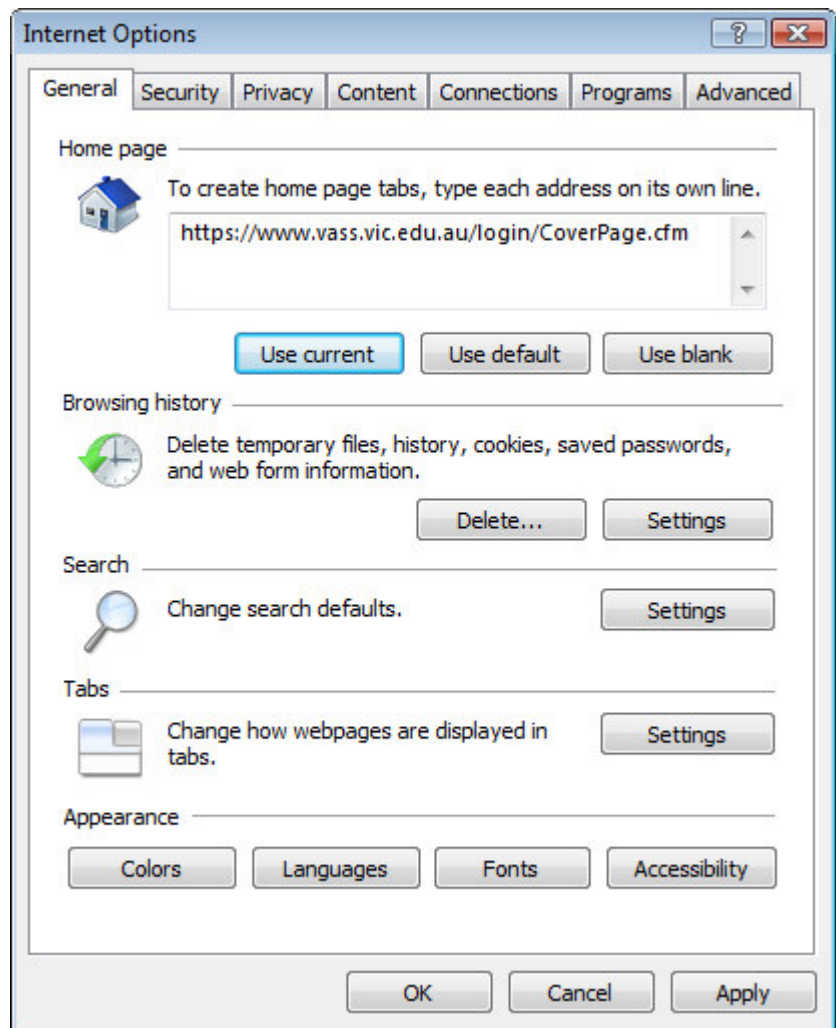 Internet Options
General Security Privacy Content Connections Programs Advanced
Home page
To create home page tabs, type each address on its own line.
https://www.vass.vic.edu.au/login/CoverPage.cfm
Use current Use default Use blank
Browsing history
Delete temporary files, history, cookies, saved passwords,
and web form information.
Delete... Settings
Search
Change search defaults. Settings
Tabs
Change how webpages are displayed in
tabs.
Settings
Appearance
Colors Languages Fonts Accessibility
OK Cancel Apply